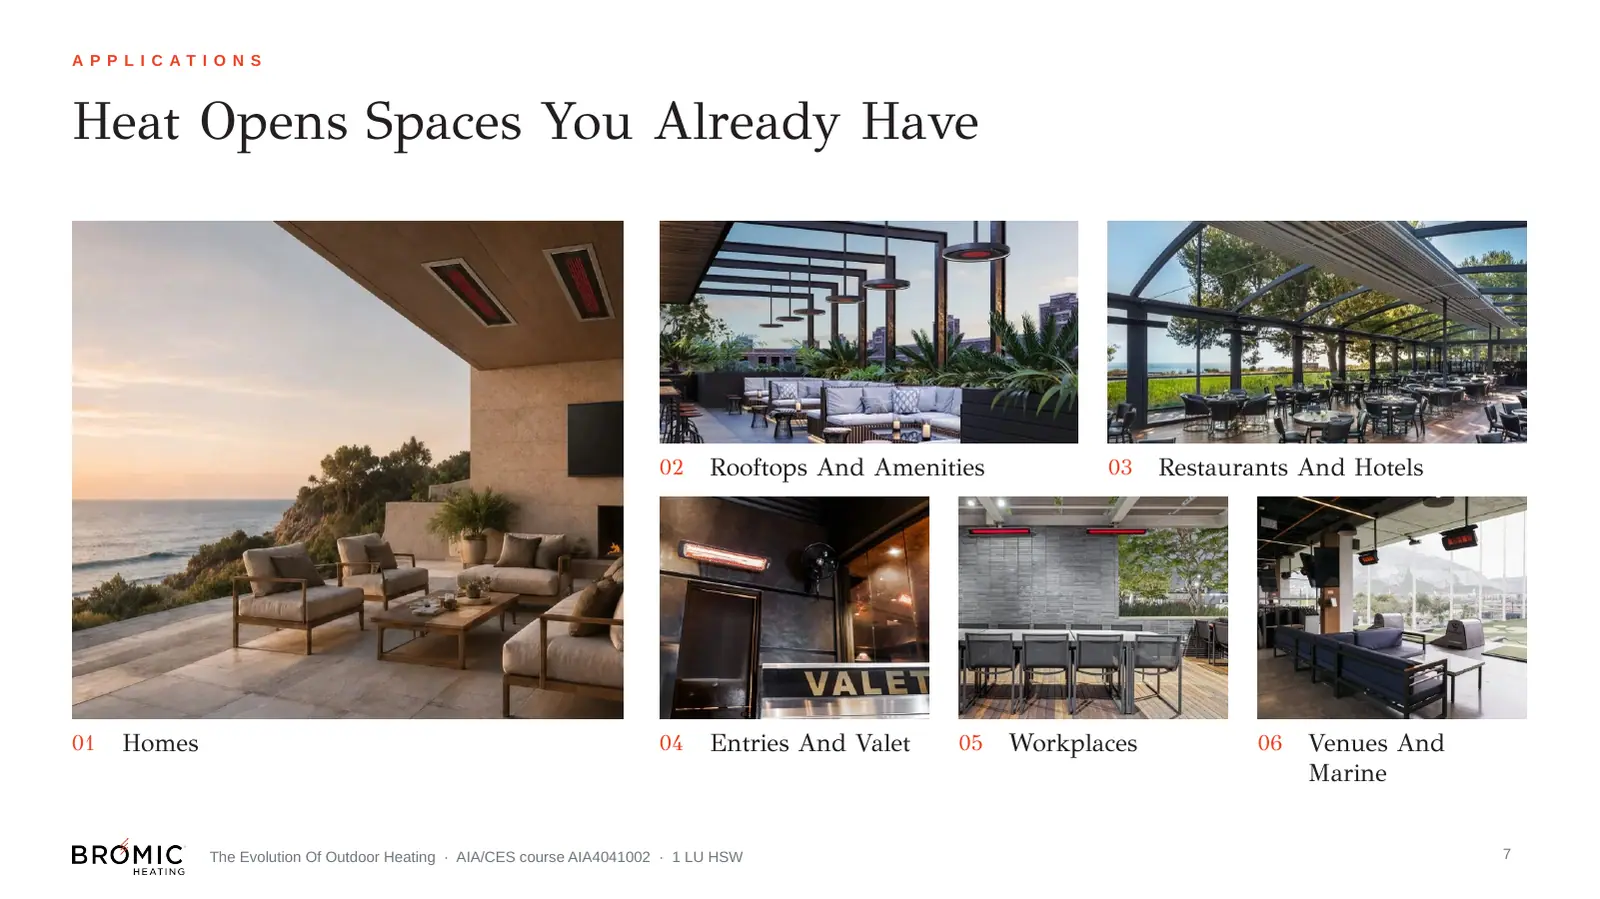 APPLICATIONS
Heat Opens Spaces You Already Have
01 Homes
02 Rooftops And Amenities
03 Restaurants And Hotels
VALET
04 Entries And Valet
05 Workplaces
06 Venues And
Marine
BROMIC
HEATING
The Evolution Of Outdoor Heating · AIA/CES course AIA4041002 · 1 LU HSW
7